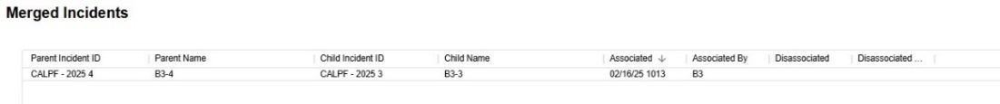 Merged Incidents
Parent Incident ID Parent Name Child Incident ID Child Name Associated ↓ Associated By Disassociated Disassociated ...
CALPF - 2025 4 B3-4 CALPF - 2025 3 B3-3 02/16/25 1013 B3